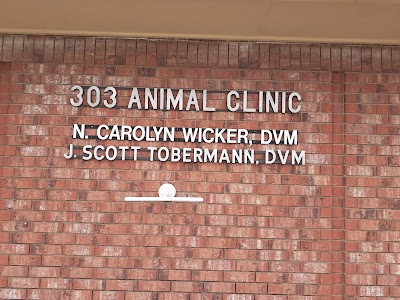 303 ANIMAL CLINIC
N. CAROLYN WICKER, DVM
J. SCOTT TOBERMANN, DVM